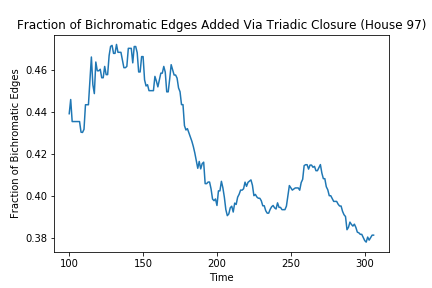 Fraction of Bichromatic Edges Added Via Triadic Closure (House 97)
Fraction of Bichromatic Edges
0.46
0.44
0.42
0.40
0.38
100 150 200 250 300
Time